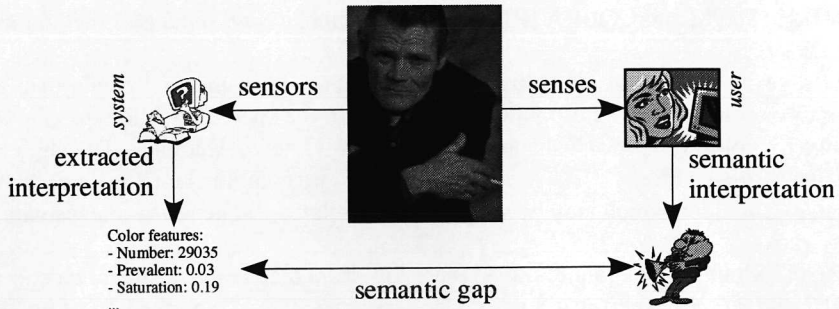 system
?
sensors
senses
user
extracted
interpretation
semantic
interpretation
Color features:
- Number: 29035
- Prevalent: 0.03
- Saturation: 0.19
...
semantic gap